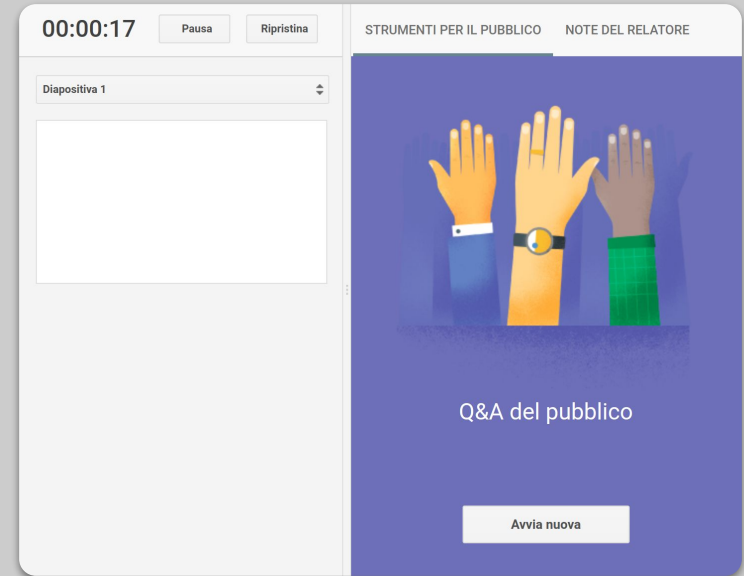 00:00:17
Pausa
Ripristina
STRUMENTI PER IL PUBBLICO
NOTE DEL RELATORE
Diapositiva 1
Q&A del pubblico
Avvia nuova